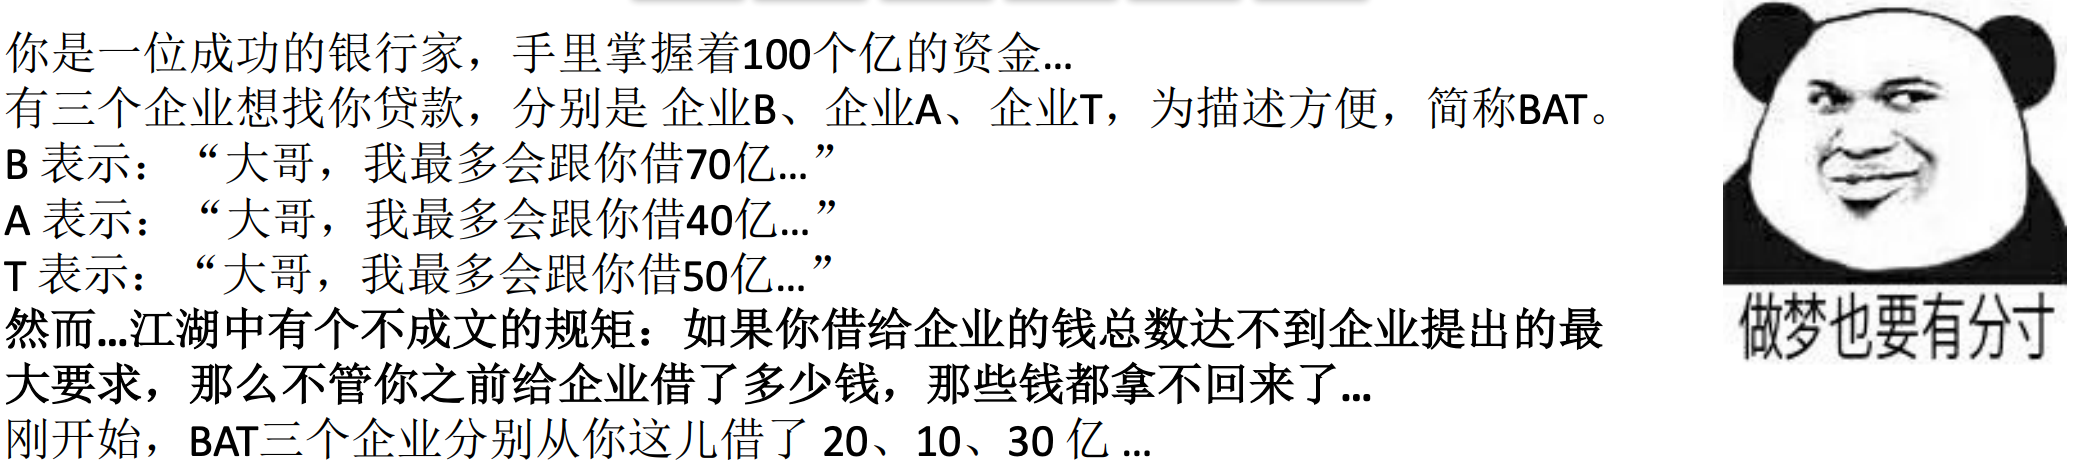 你是一位成功的银行家，手里掌握着100个亿的资金...
有三个企业想找你贷款，分别是 企业B、企业A、企业T，为描述方便，简称BAT。
B 表示：“大哥，我最多会跟你借70亿...”
A 表示：“大哥，我最多会跟你借40亿...”
T 表示：“大哥，我最多会跟你借50亿...”
然而...江湖中有个不成文的规矩：如果你借给企业的钱总数达不到企业提出的最
大要求，那么不管你之前给企业借了多少钱，那些钱都拿不回来了...
刚开始，BAT三个企业分别从你这儿借了 20、10、30 亿 ...
做梦也要有分寸